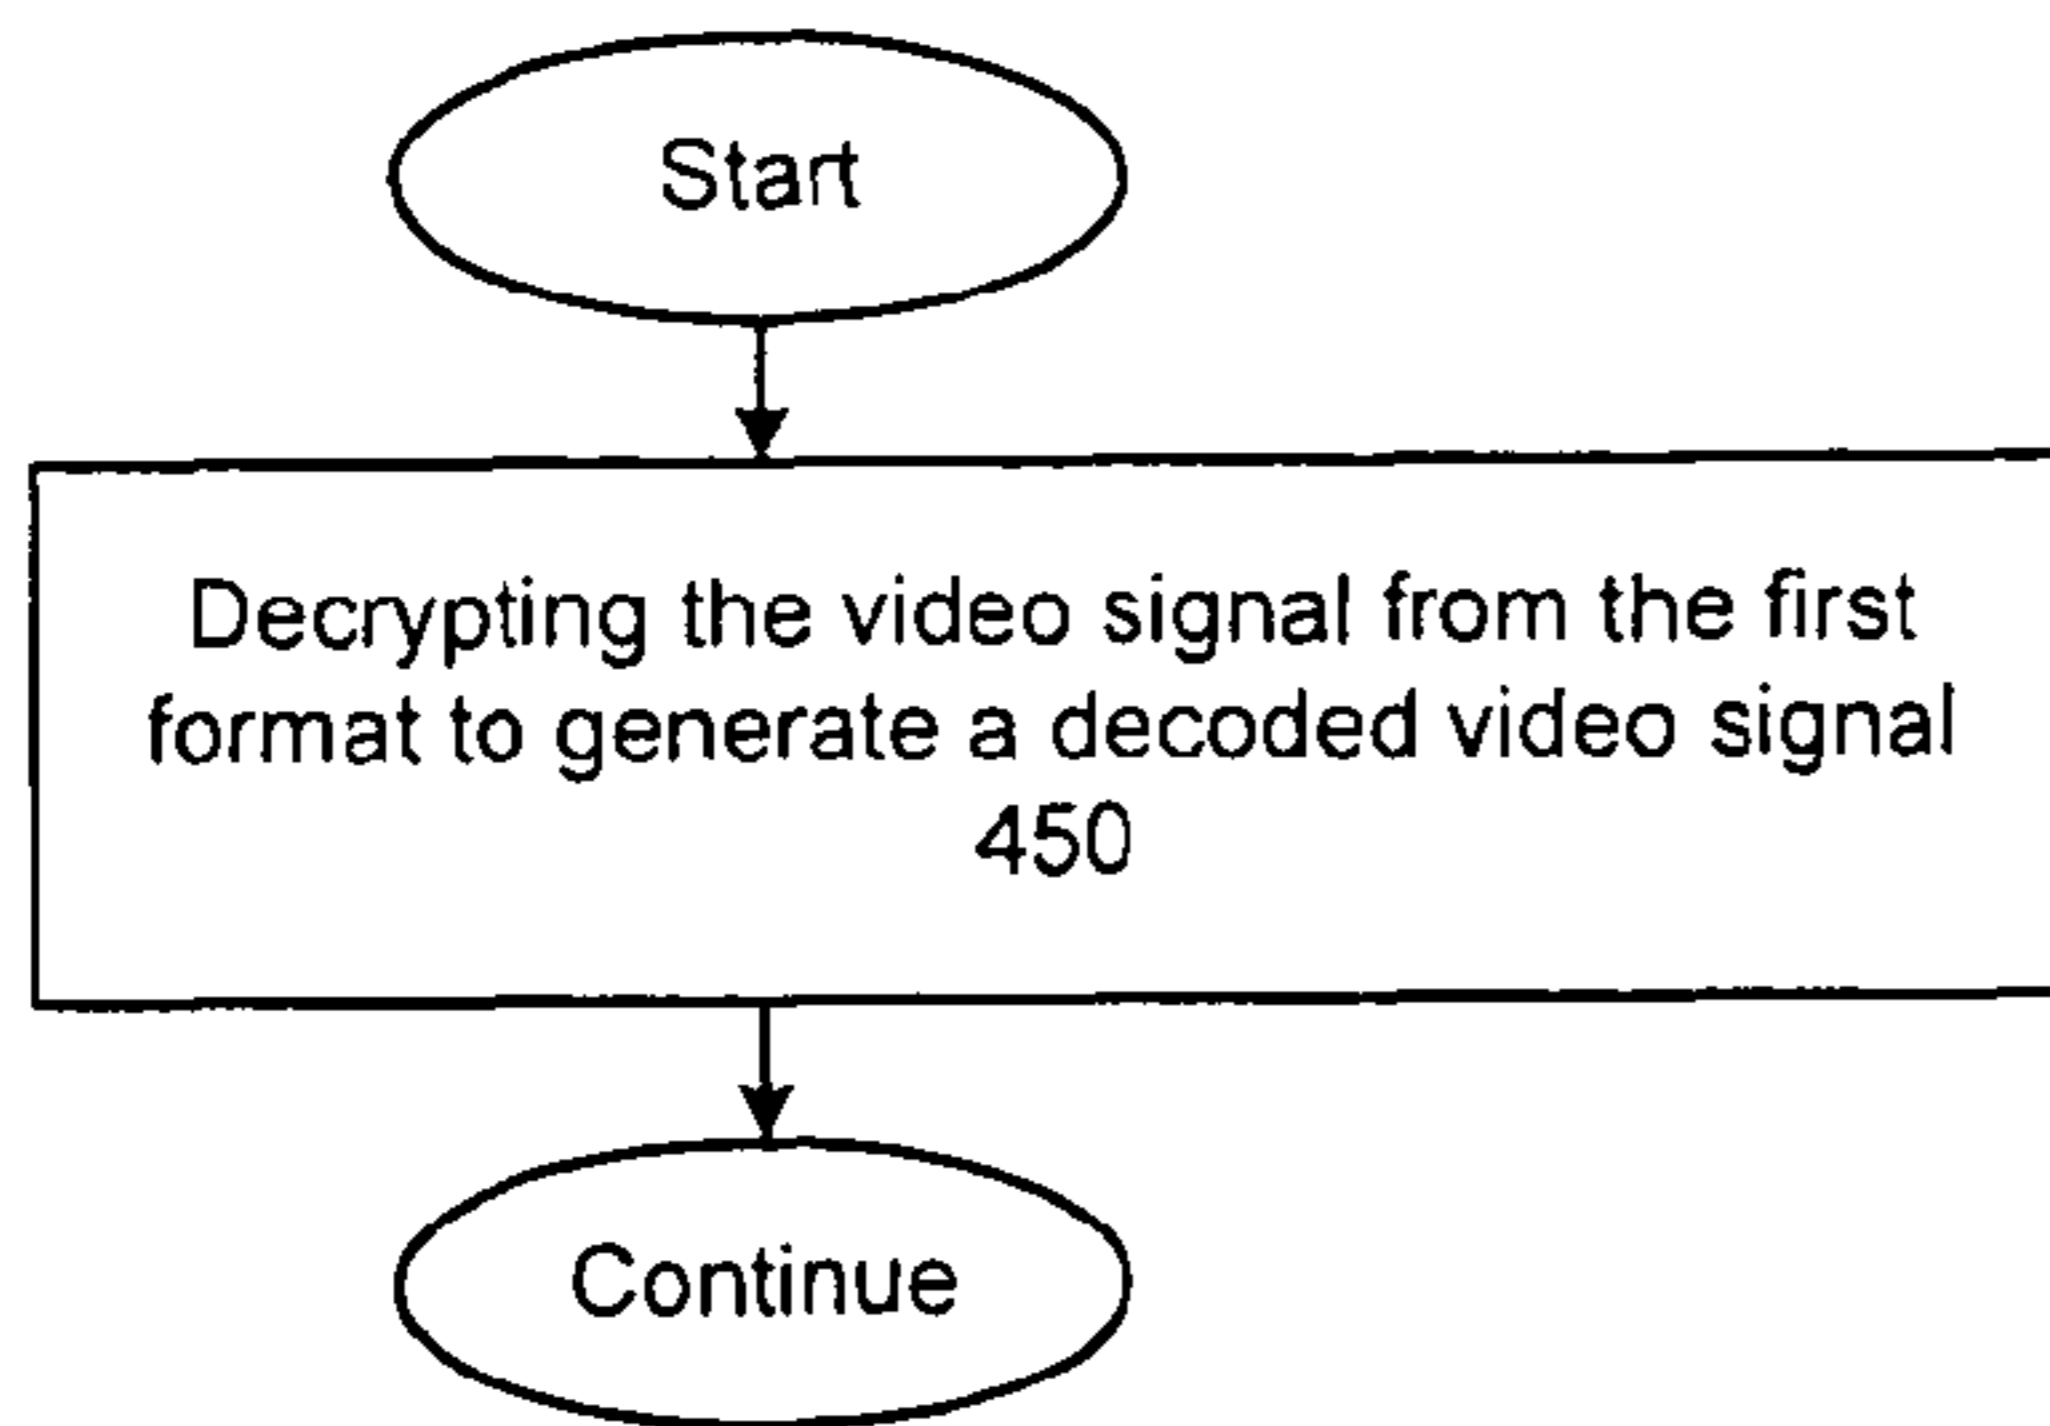 Start
Decrypting the video signal from the first
format to generate a decoded video signal
450
Continue